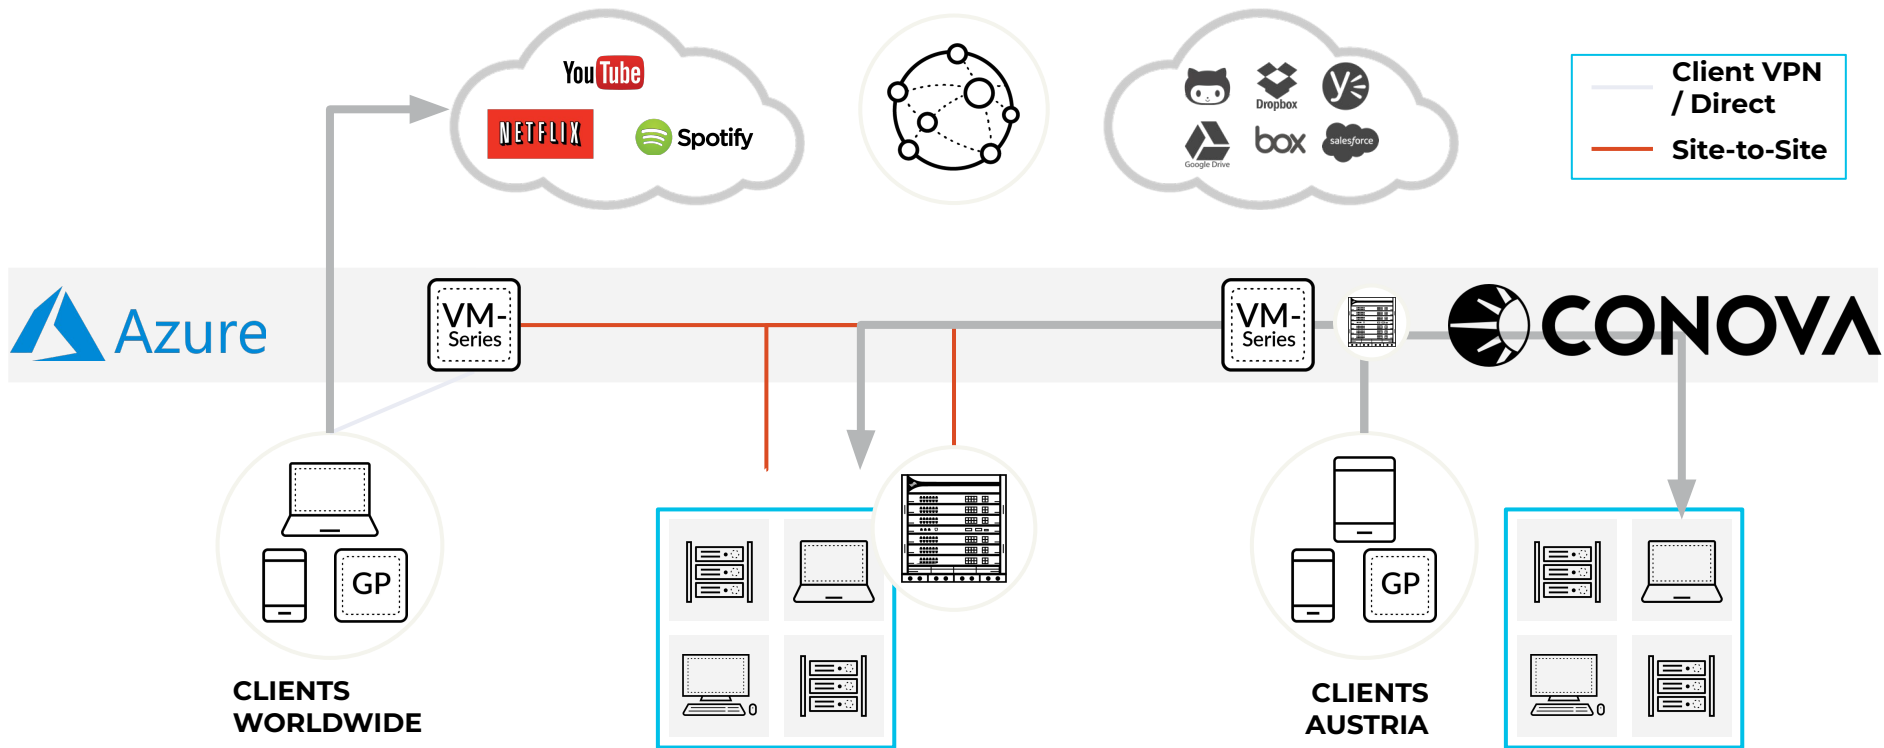 YouTube
NETFLIX
Spotify
Dropbox
y
Google Drive
box
salesforce
Client VPN
/ Direct
Site-to-Site
Azure
VM-
Series
VM-
Series
CONOVA
GP
GP
CLIENTS
WORLDWIDE
CLIENTS
AUSTRIA